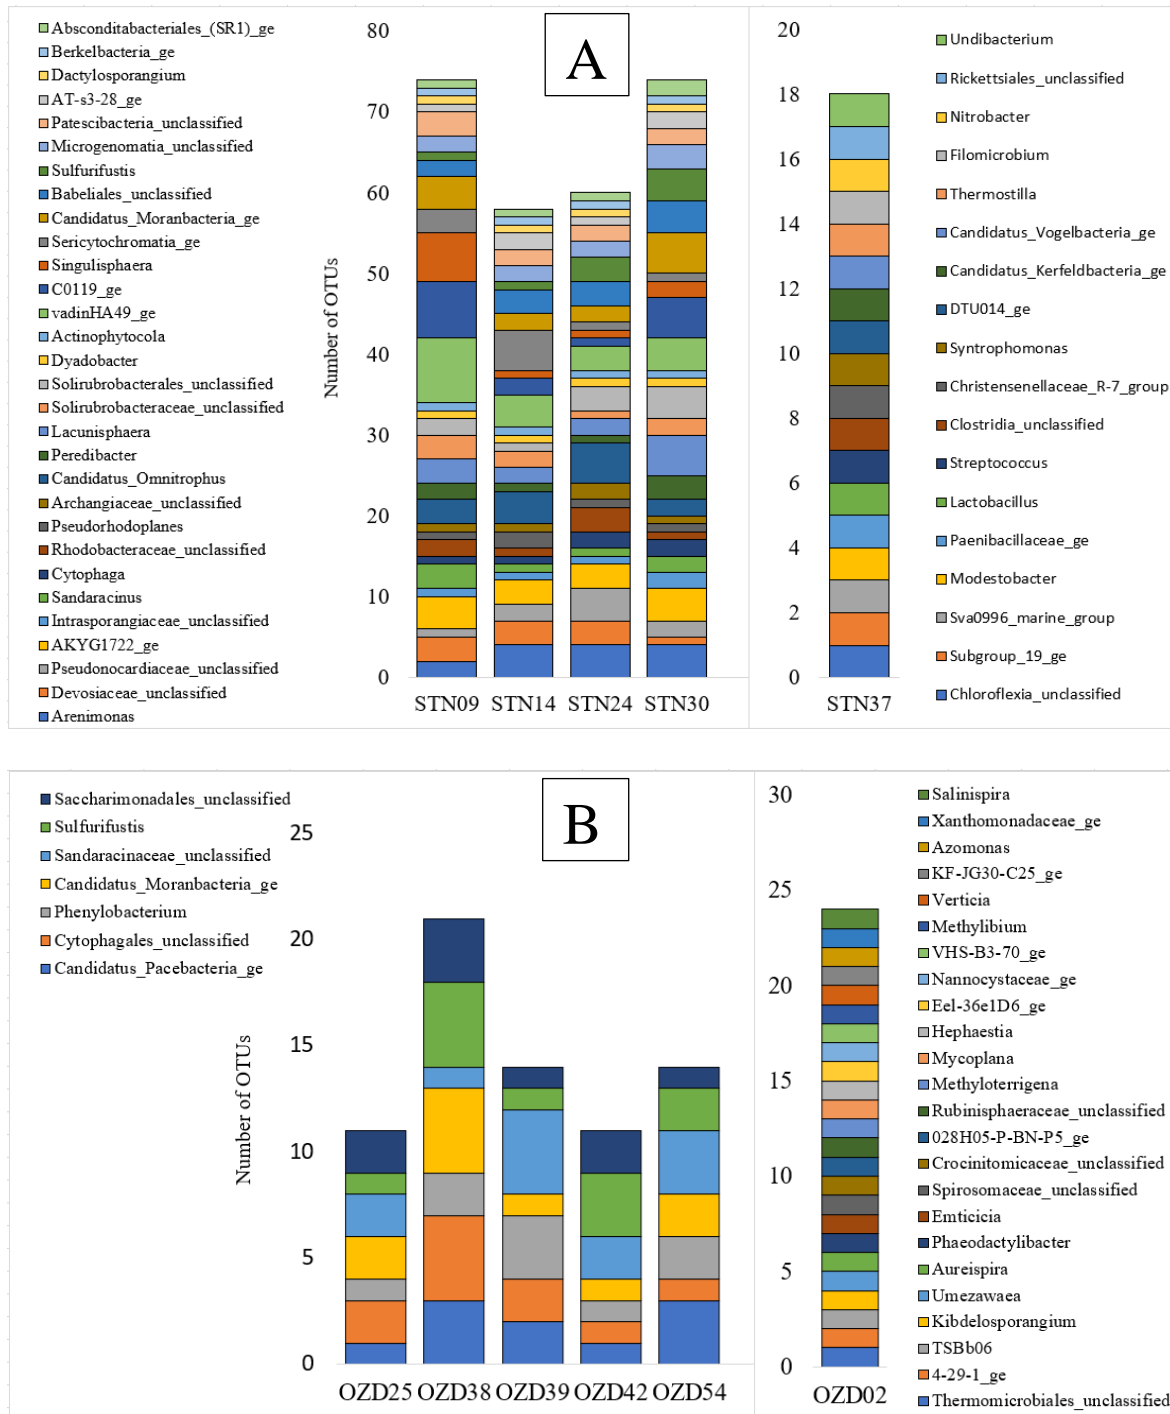 A
Absconditabacteriales_(SR1)_ge
Berkelbacteria_ge
Dactylosporangium
AT-s3-28_ge
Patescibacteria_unclassified
Microgenomatia_unclassified
Sulfurifustis
Babeliales_unclassified
Candidatus_Moranbacteria_ge
Sericytochromatia_ge
Singulisphaera
C0119_ge
vadinHA49_ge
Actinophytocola
Dyadobacter
Solirubrobacterales_unclassified
Solirubrobacteraceae_unclassified
Lacunisphaera
Peredibacter
Candidatus_Omnitrophus
Archangiaceae_unclassified
Pseudorhodoplanes
Rhodobacteraceae_unclassified
Cytophaga
Sandaracinus
Intrasporangiaceae_unclassified
AKYG1722_ge
Pseudonocardiaceae_unclassified
Devosiaceae_unclassified
Arenimonas
Number of OTUs
80
70
60
50
40
30
20
10
0
STN09 STN14 STN24 STN30
20
18
16
14
12
10
8
6
4
2
0
STN37
Undibacterium
Rickettsiales_unclassified
Nitrobacter
Filomicrobium
Thermostilla
Candidatus_Vogelbacteria_ge
Candidatus_Kerfeldbacteria_ge
DTU014_ge
Syntrophomonas
Christensenellaceae_R-7_group
Clostridia_unclassified
Streptococcus
Lactobacillus
Paenibacillaceae_ge
Modestobacter
Sva0996_marine_group
Subgroup_19_ge
Chloroflexia_unclassified
B
Saccharimonadales_unclassified
Sulfurifustis
Sandaracinaceae_unclassified
Candidatus_Moranbacteria_ge
Phenylobacterium
Cytophagales_unclassified
Candidatus_Pacebacteria_ge
Number of OTUs
25
20
15
10
5
0
OZD25 OZD38 OZD39 OZD42 OZD54
30
25
20
15
10
5
0
OZD02
Salinispira
Xanthomonadaceae_ge
Azomonas
KF-JG30-C25_ge
Verticia
Methylibium
VHS-B3-70_ge
Nannocystaceae_ge
Eel-36e1D6_ge
Hephaestia
Mycoplana
Methyloterrigena
Rubinisphaeraceae_unclassified
028H05-P-BN-P5_ge
Crocinitomicaceae_unclassified
Spirosomaceae_unclassified
Emticicia
Phaeodactylibacter
Aureispira
Umezawaea
Kibdelosporangium
TSBb06
4-29-1_ge
Thermomicrobiales_unclassified